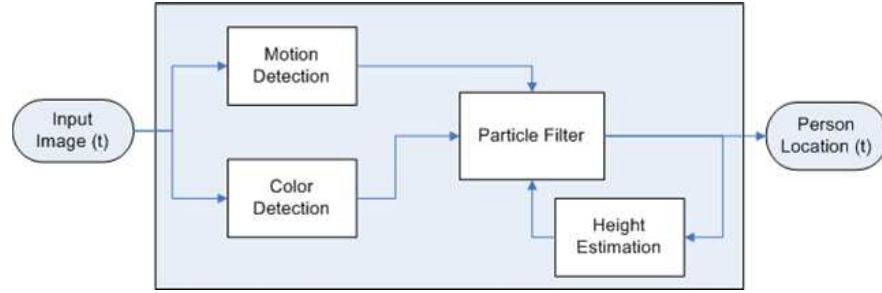 Input
Image (t)
Motion
Detection
Color
Detection
Particle Filter
Height
Estimation
Person
Location (t)